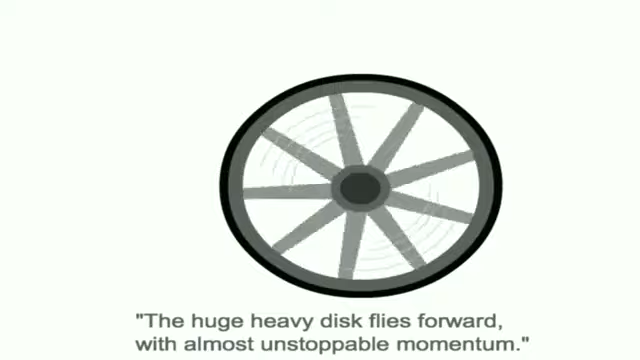 "The huge heavy disk flies forward,
with almost unstoppable momentum."